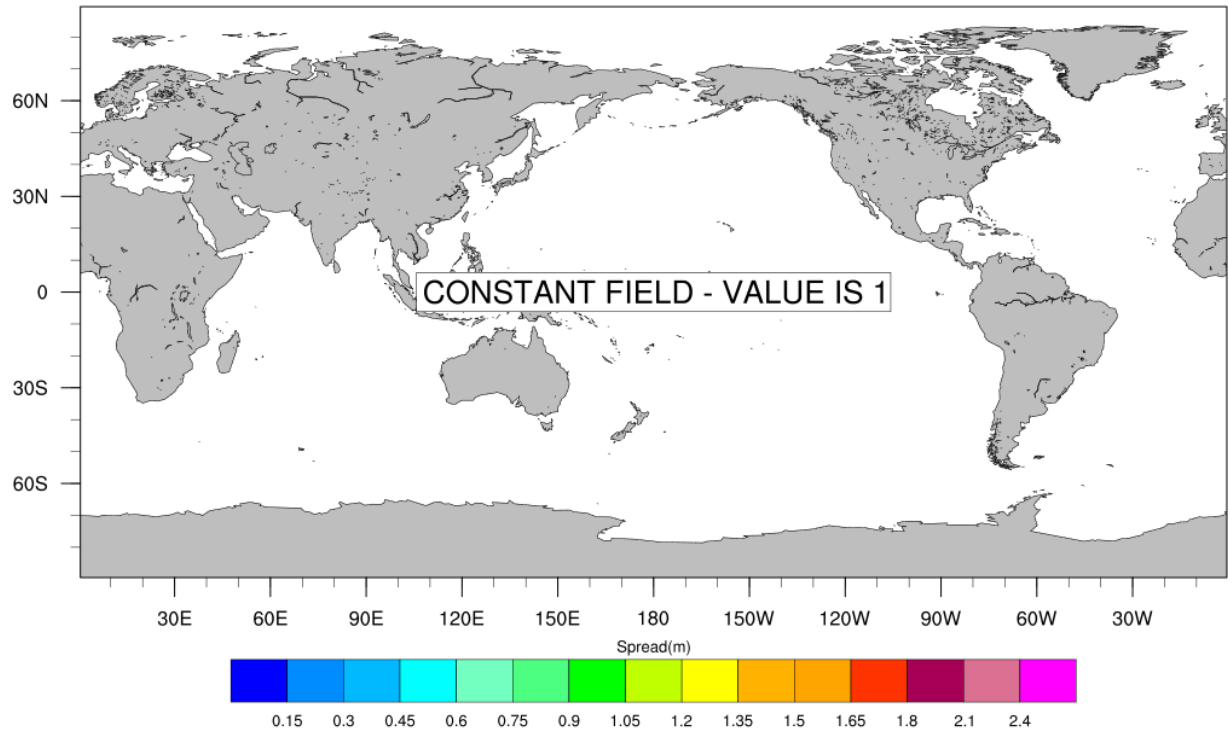 60N
30N
0
30S
60S
CONSTANT FIELD - VALUE IS 1
30E 60E 90E 120E 150E 180 150W 120W 90W 60W 30W
Spread(m)
0.15 0.3 0.45 0.6 0.75 0.9 1.05 1.2 1.35 1.5 1.65 1.8 2.1 2.4